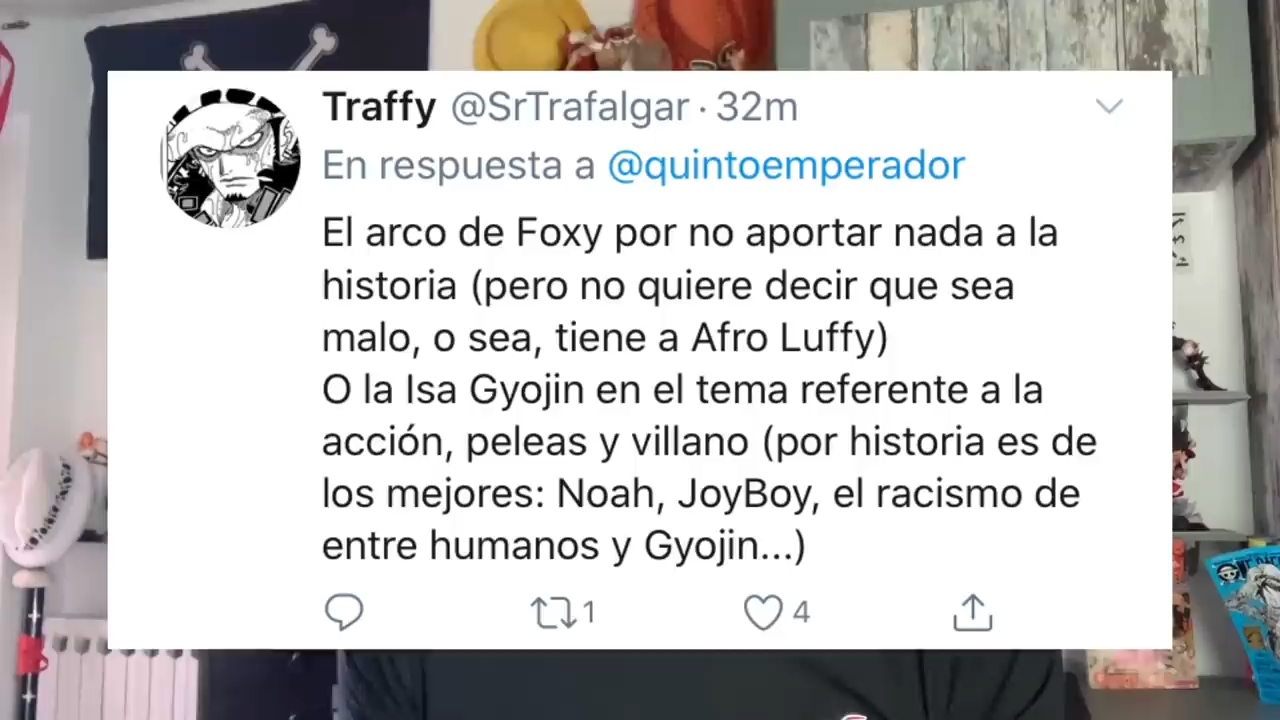 Traffy @SrTrafalgar · 32m
En respuesta a @quintoemperador
El arco de Foxy por no aportar nada a la
historia (pero no quiere decir que sea
malo, o sea, tiene a Afro Luffy)
O la Isa Gyojin en el tema referente a la
acción, peleas y villano (por historia es de
los mejores: Noah, JoyBoy, el racismo de
entre humanos y Gyojin...)
1
4